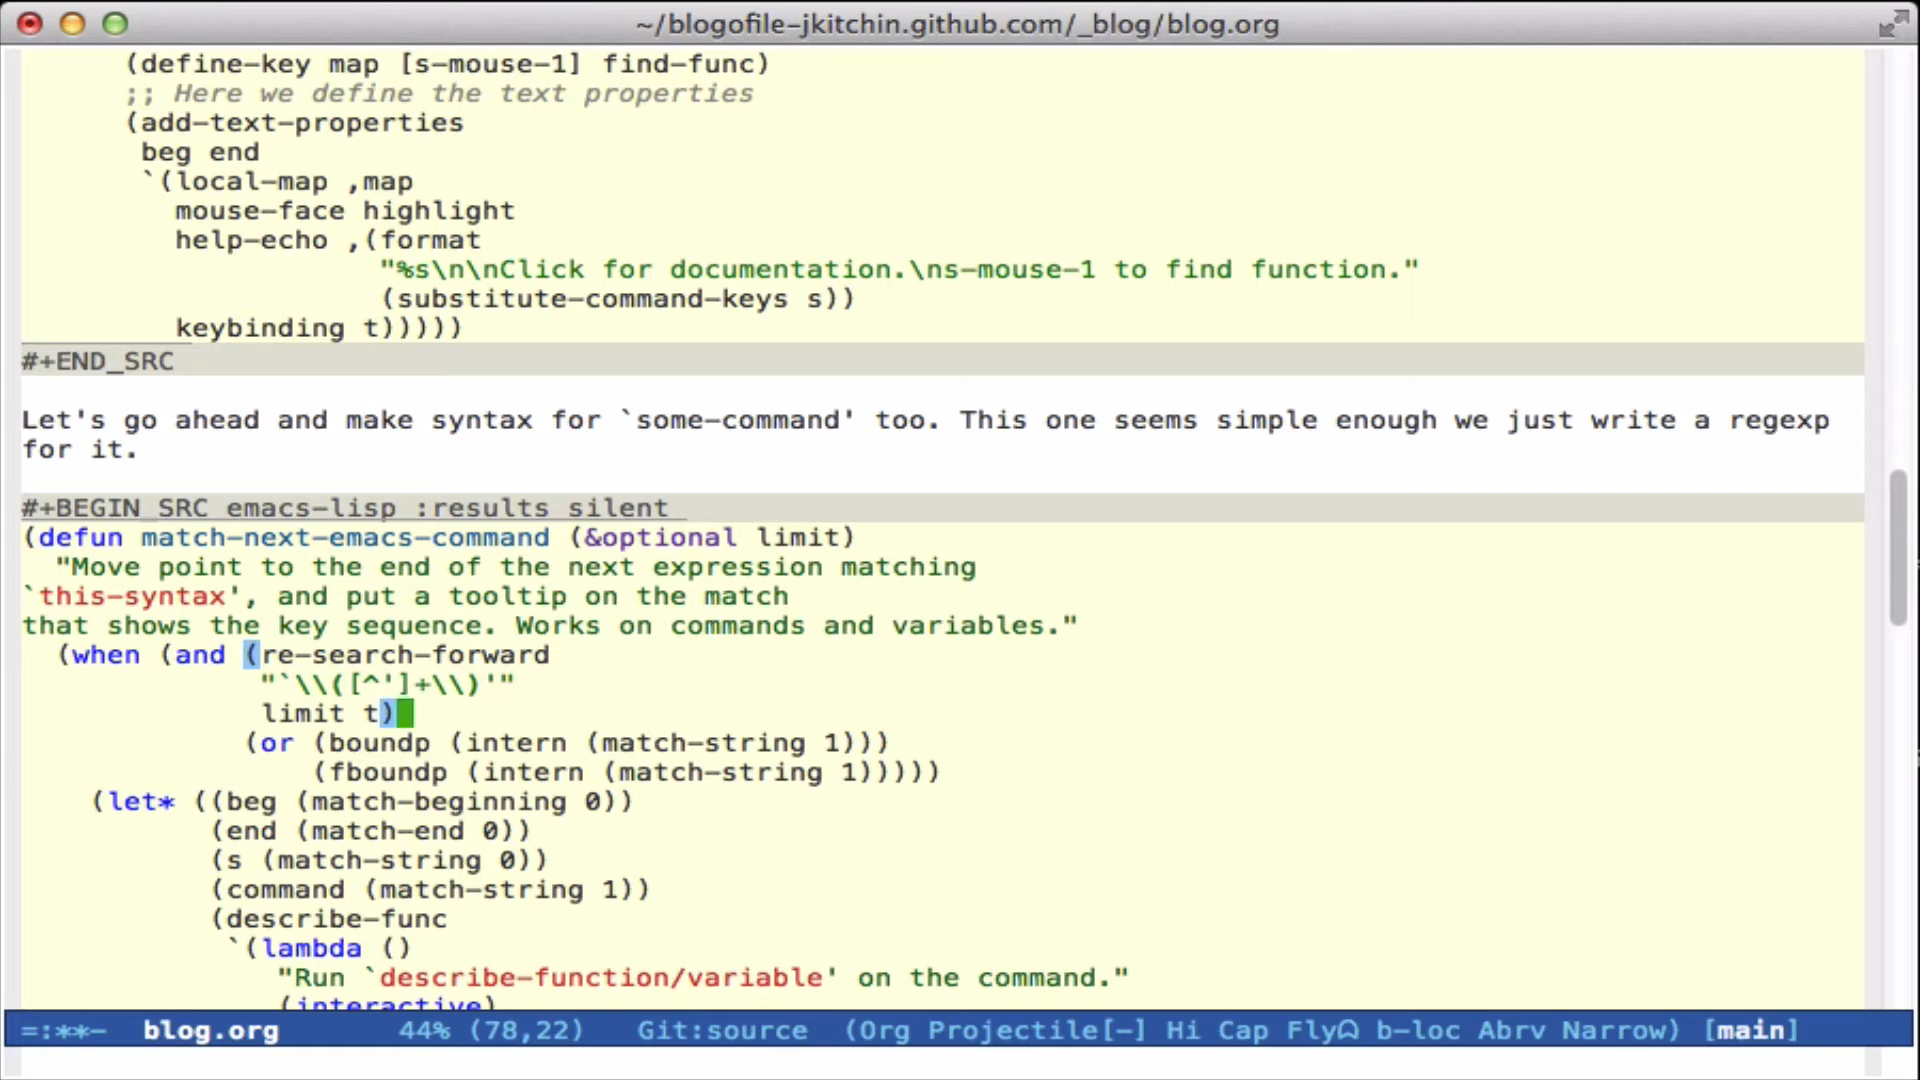 ~/blogofile-jkitchin.github.com/_blog/blog.org
(define-key map [s-mouse-1] find-func)
;; Here we define the text properties
(add-text-properties
beg end
`(local-map ,map
mouse-face highlight
help-echo ,(format
"%s\n\nClick for documentation.\ns-mouse-1 to find function."
(substitute-command-keys s))
keybinding t)))))
#+END_SRC
Let's go ahead and make syntax for `some-command' too. This one seems simple enough we just write a regexp
for it.
#+BEGIN_SRC emacs-lisp :results silent
(defun match-next-emacs-command (&optional limit)
"Move point to the end of the next expression matching
`this-syntax', and put a tooltip on the match
that shows the key sequence. Works on commands and variables."
(when (and (re-search-forward
"`\\([^']+\\)'"
limit t)
(or (boundp (intern (match-string 1)))
(fboundp (intern (match-string 1)))))
(let* ((beg (match-beginning 0))
(end (match-end 0))
(s (match-string 0))
(command (match-string 1))
(describe-func
`(lambda ()
"Run `describe-function/variable' on the command."
(interactive)
=:**- blog.org 44% (78,22) Git:source (Org Projectile[-] Hi Cap Fly b-loc Abrv Narrow) [main]